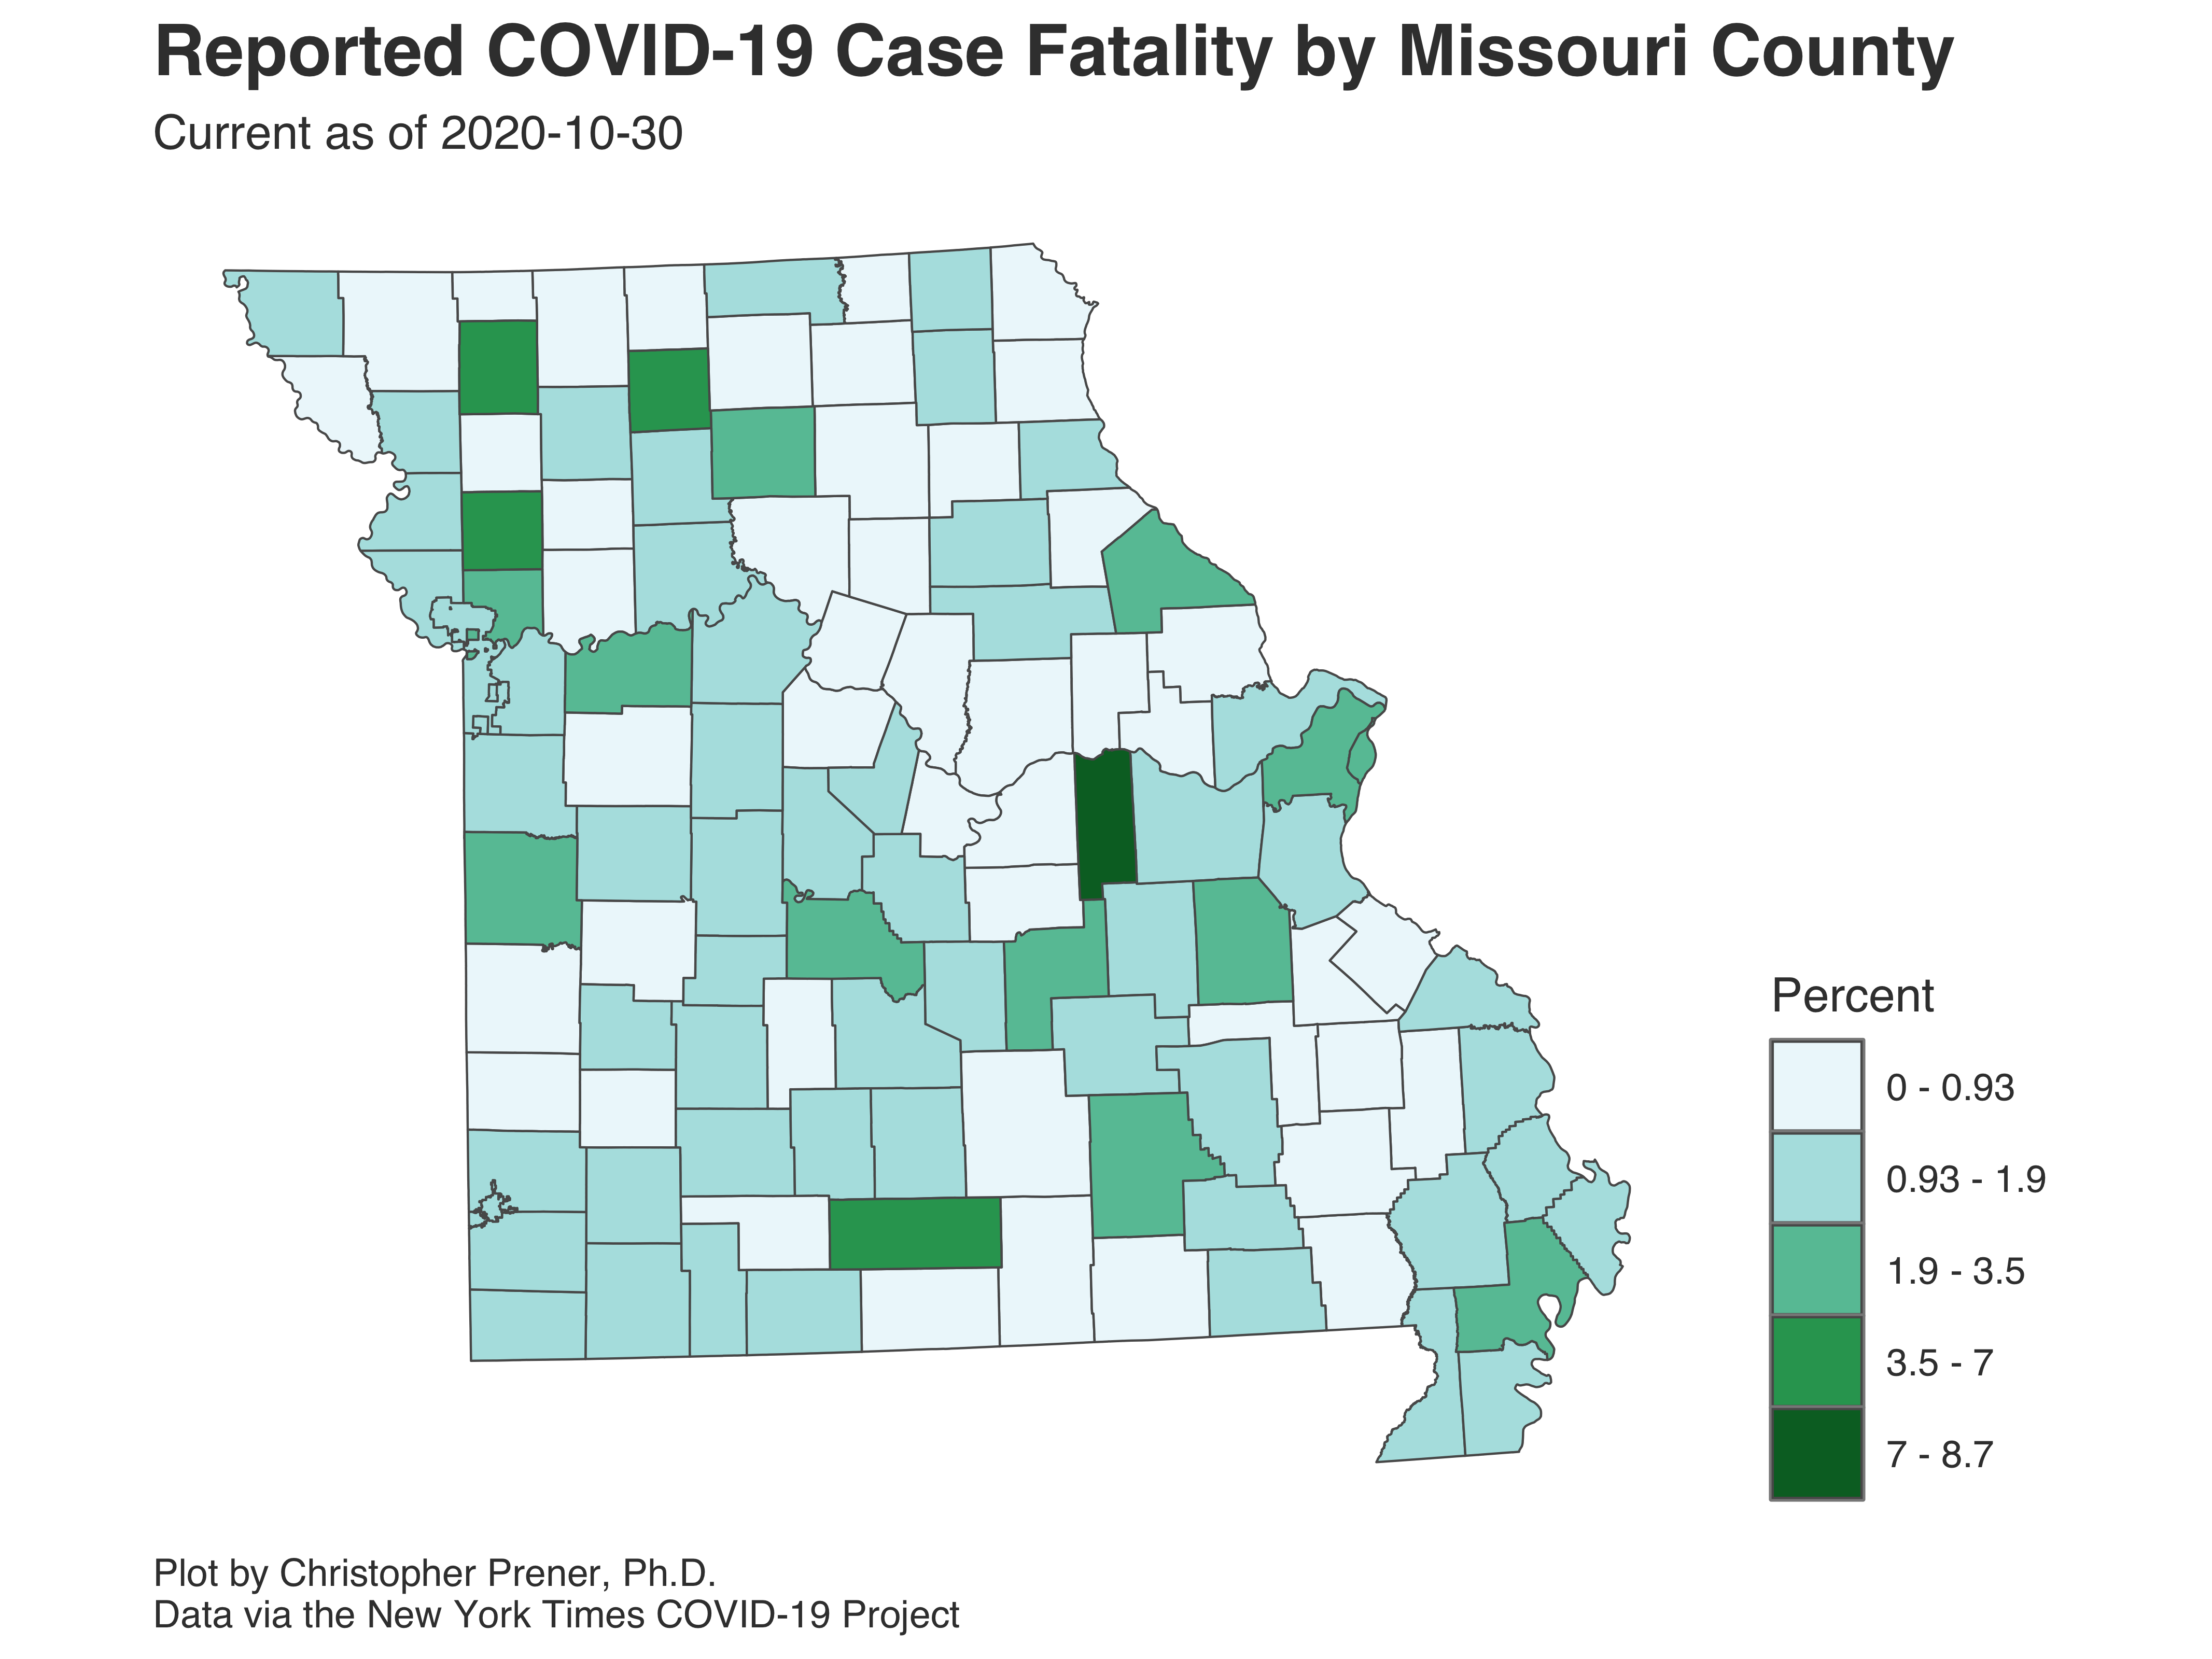 Reported COVID-19 Case Fatality by Missouri County
Current as of 2020-10-30
Percent
0 - 0.93
0.93 - 1.9
1.9 - 3.5
3.5 - 7
7 - 8.7
Plot by Christopher Prener, Ph.D.
Data via the New York Times COVID-19 Project